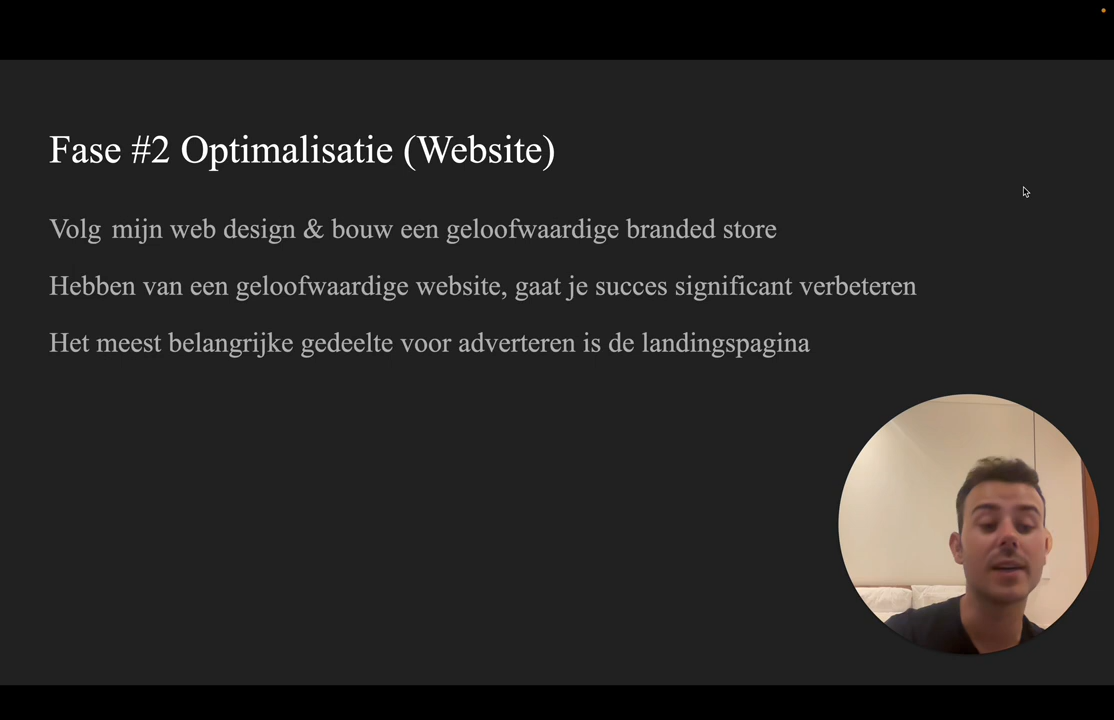 Fase #2 Optimalisatie (Website)
Volg mijn web design & bouw een geloofwaardige branded store
Hebben van een geloofwaardige website, gaat je succes significant verbeteren
Het meest belangrijke gedeelte voor adverteren is de landingspagina